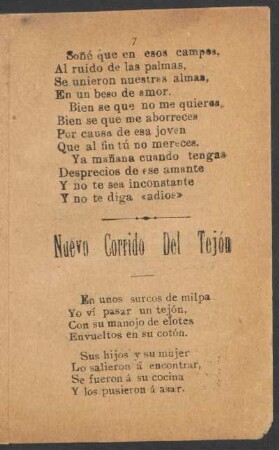 7
Soñé que en esos campos,
Al ruido de las palmas,
Se unieron nuestras almas,
En un beso de amor.
Bien se que no me quieres,
Bien se que me aborreces
Por causa de esa joven
Que al fin tú no mereces.
Ya mañana cuando tengas
Desprecios de ese amante
Y no te sea inconstante
Y no te diga «adios»
Nuevo Corrido Del Tejón
En unos surcos de milpa
Yo ví pasar un tejón,
Con su manojo de elotes
Envueltos en su cotón.
Sus hijos y su mujer
Lo salieron á encontrar,
Se fueron á su cocina
Y los pusieron á asar.